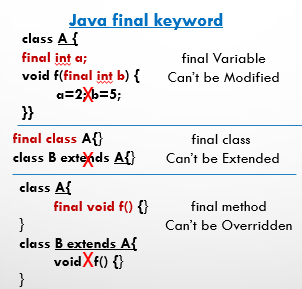 Java final keyword
class A {
final int a;
final Variable
void f(final int b) {
Can't be Modified
a=2;Xb=5;
}}
final class A{}
final class
class B extends A{}
X
Can't be Extended
class A{
final void f() {}
final method
}
Can't be Overridden
class B extends A{
void X f() {}
}